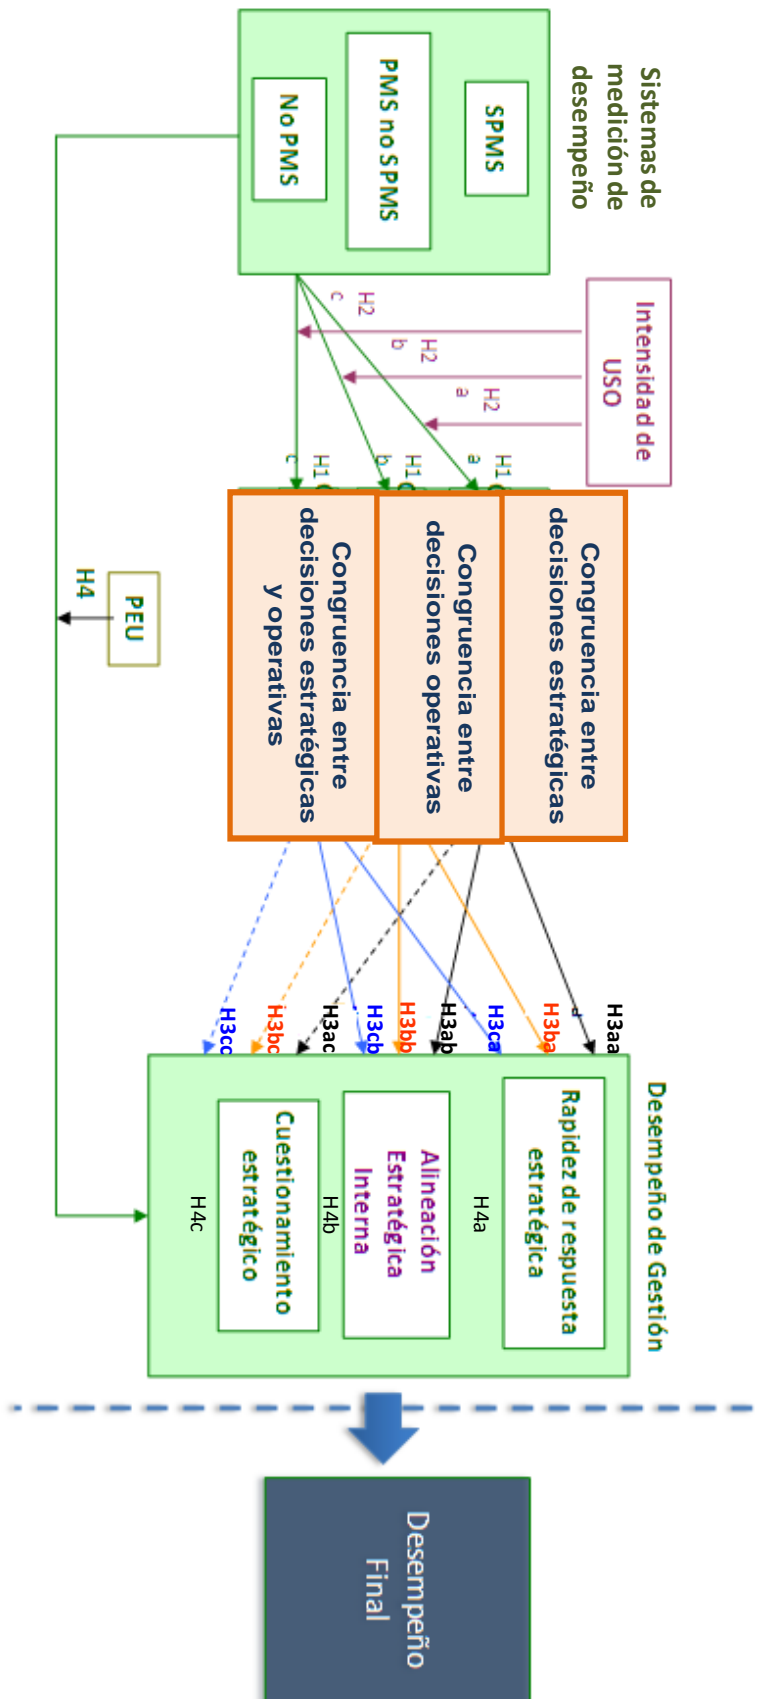 Sistemas de
medición de
desempeño
SPMS
PMS no SPMS
No PMS
Intensidad de
USO
H2
a
H2
b
H2
c
H1
a
H1
b
H1
c
Congruencia entre
decisiones estratégicas
Congruencia entre
decisiones operativas
Congruencia entre
decisiones estratégicas
y operativas
PEU
H4
H3aa
H3ba
H3ca
H3ab
H3bb
H3cb
H3ac
H3bc
H3cc
Desempeño de Gestión
Rapidez de respuesta
estratégica
H4a
Alineación
Estratégica
Interna
H4b
Cuestionamiento
estratégico
H4c
Desempeño
Final